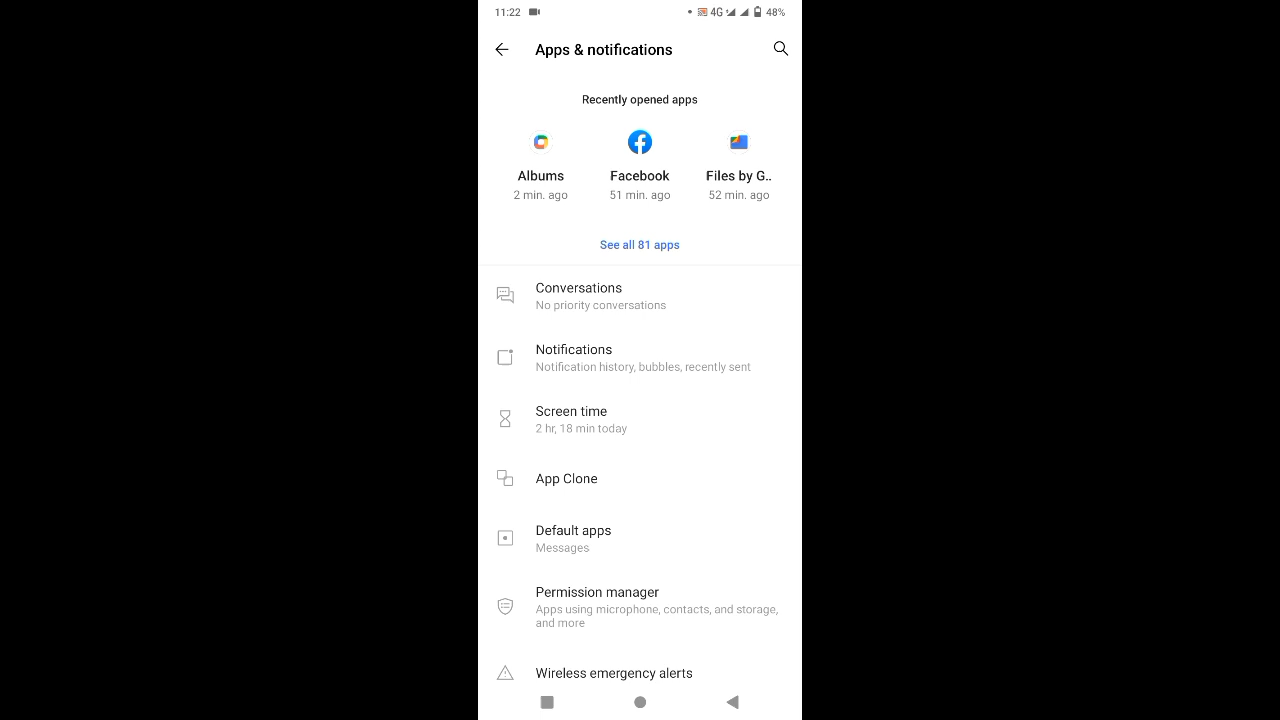 11:22 4G 48%
Apps & notifications
Recently opened apps
Albums Facebook Files by G..
2 min. ago 51 min. ago 52 min. ago
See all 81 apps
Conversations
No priority conversations
Notifications
Notification history, bubbles, recently sent
Screen time
2 hr, 18 min today
App Clone
Default apps
Messages
Permission manager
Apps using microphone, contacts, and storage,
and more
Wireless emergency alerts